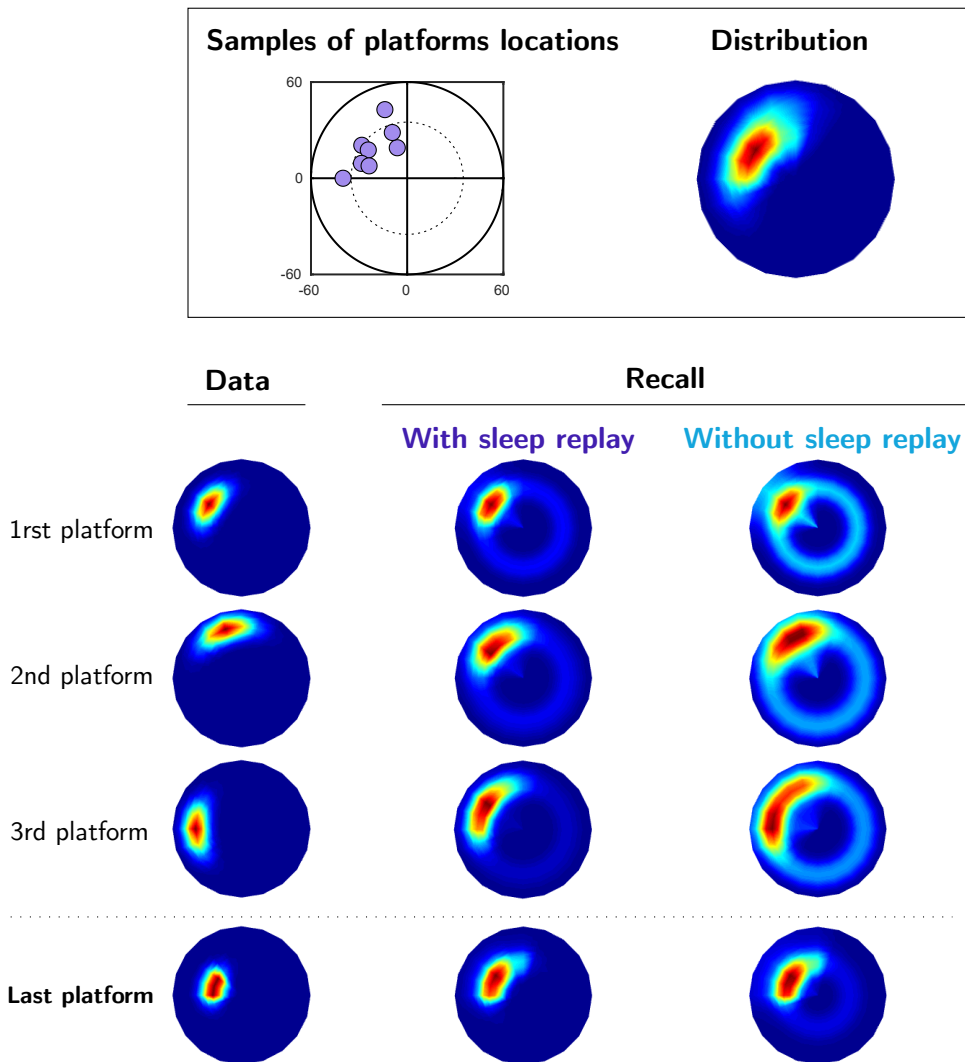 Samples of platforms locations
Distribution
60
0
-60
-60
0
60
Data
Recall
With sleep replay
Without sleep replay
1rst platform
2nd platform
3rd platform
Last platform